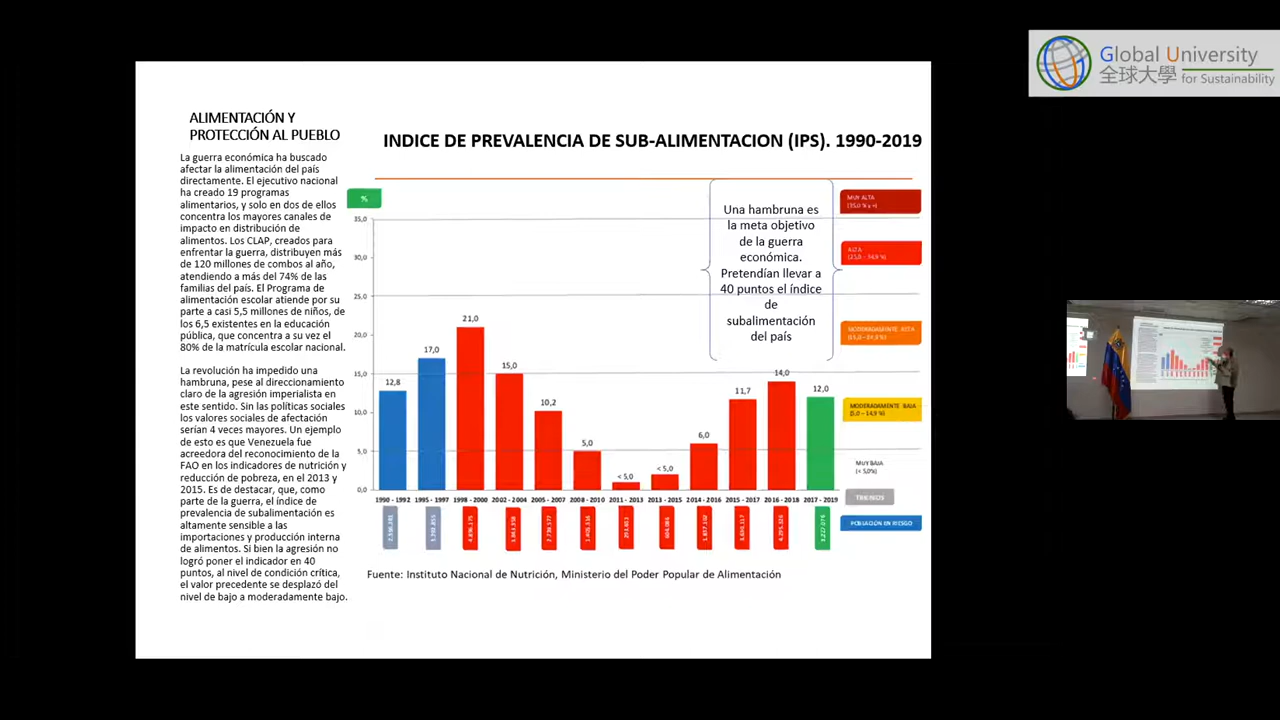 Global University
全球大學 for Sustainability
ALIMENTACIÓN Y
PROTECCIÓN AL PUEBLO
La guerra económica ha buscado
afectar la alimentación del país
directamente. El ejecutivo nacional
ha creado 19 programas
alimentarios, y solo en dos de ellos
concentra los mayores canales de
impacto en distribución de
alimentos. Los CLAP, creados para
enfrentar la guerra, distribuyen más
de 120 millones de combos al año,
atendiendo a más del 74% de las
familias del país. El Programa de
alimentación escolar atiende por su
parte a casi 5,5 millones de niños, de
los 6,5 existentes en la educación
pública, que concentra a su vez el
80% de la matrícula escolar nacional.
La revolución ha impedido una
hambruna, pese al direccionamiento
claro de la agresión imperialista en
este sentido. Sin las políticas sociales
los valores sociales de afectación
serían 4 veces mayores. Un ejemplo
de esto es que Venezuela fue
acreedora del reconocimiento de la
FAO en los indicadores de nutrición y
reducción de pobreza, en el 2013 y
2015. Es de destacar, que, como
parte de la guerra, el índice de
prevalencia de subalimentación es
altamente sensible a las
importaciones y producción interna
de alimentos. Si bien la agresión no
logró poner el indicador en 40
puntos, al nivel de condición crítica,
el valor precedente se desplazó del
nivel de bajo a moderadamente bajo.
INDICE DE PREVALENCIA DE SUB-ALIMENTACION (IPS). 1990-2019
%
35,0
30,0
25,0
20,0
15,0
10,0
5,0
0,0
12,8
17,0
21,0
15,0
10,2
5,0
< 5,0
< 5,0
6,0
11,7
14,0
12,0
1990 - 1992
1995 - 1997
1998 - 2000
2002 - 2004
2005 - 2007
2008 - 2010
2011 - 2013
2013 - 2015
2014 - 2016
2015 - 2017
2016 - 2018
2017 - 2019
Una hambruna es
la meta objetivo
de la guerra
económica.
Pretendían llevar a
40 puntos el índice
de
subalimentación
del país
MUY ALTA
ALTA
MODERADAMENTE ALTA
MODERADAMENTE BAJA
(5,0 - 14,9 %)
MUY BAJA
(< 5,0%)
TRIENIOS
POBLACIÓN EN RIESGO
Fuente: Instituto Nacional de Nutrición, Ministerio del Poder Popular de Alimentación